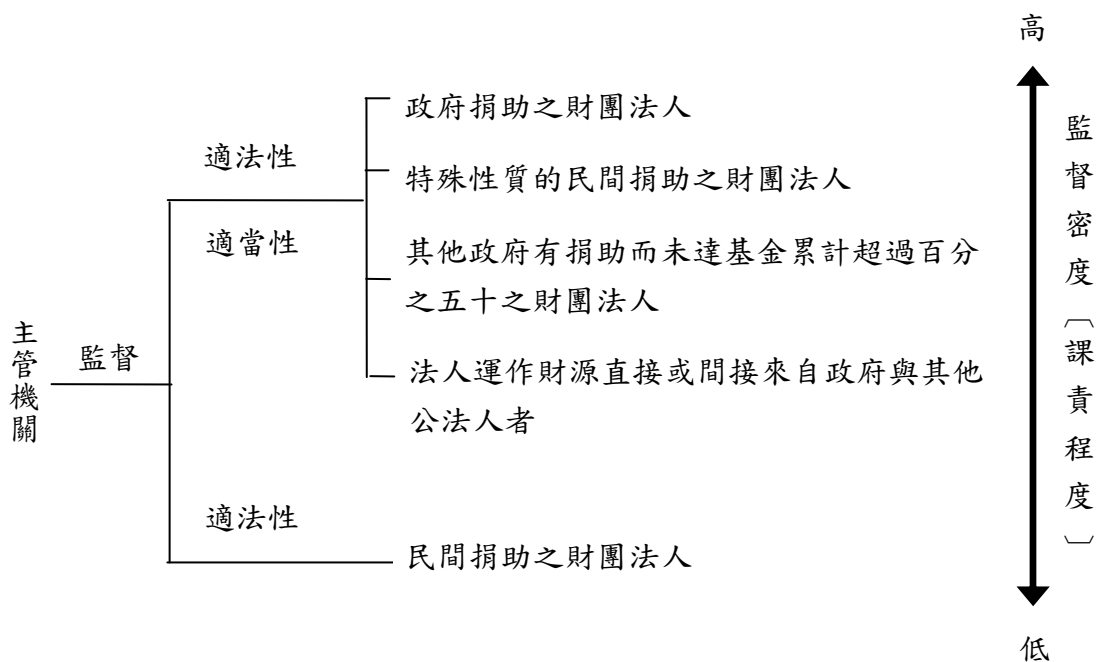 高
政府捐助之財團法人
適法性
特殊性質的民間捐助之財團法人
適當性
其他政府有捐助而未達基金累計超過百分
之五十之財團法人
主管機關
監督
法人運作財源直接或間接來自政府與其他
公法人者
適法性
民間捐助之財團法人
監督密度〔課責程度〕
低